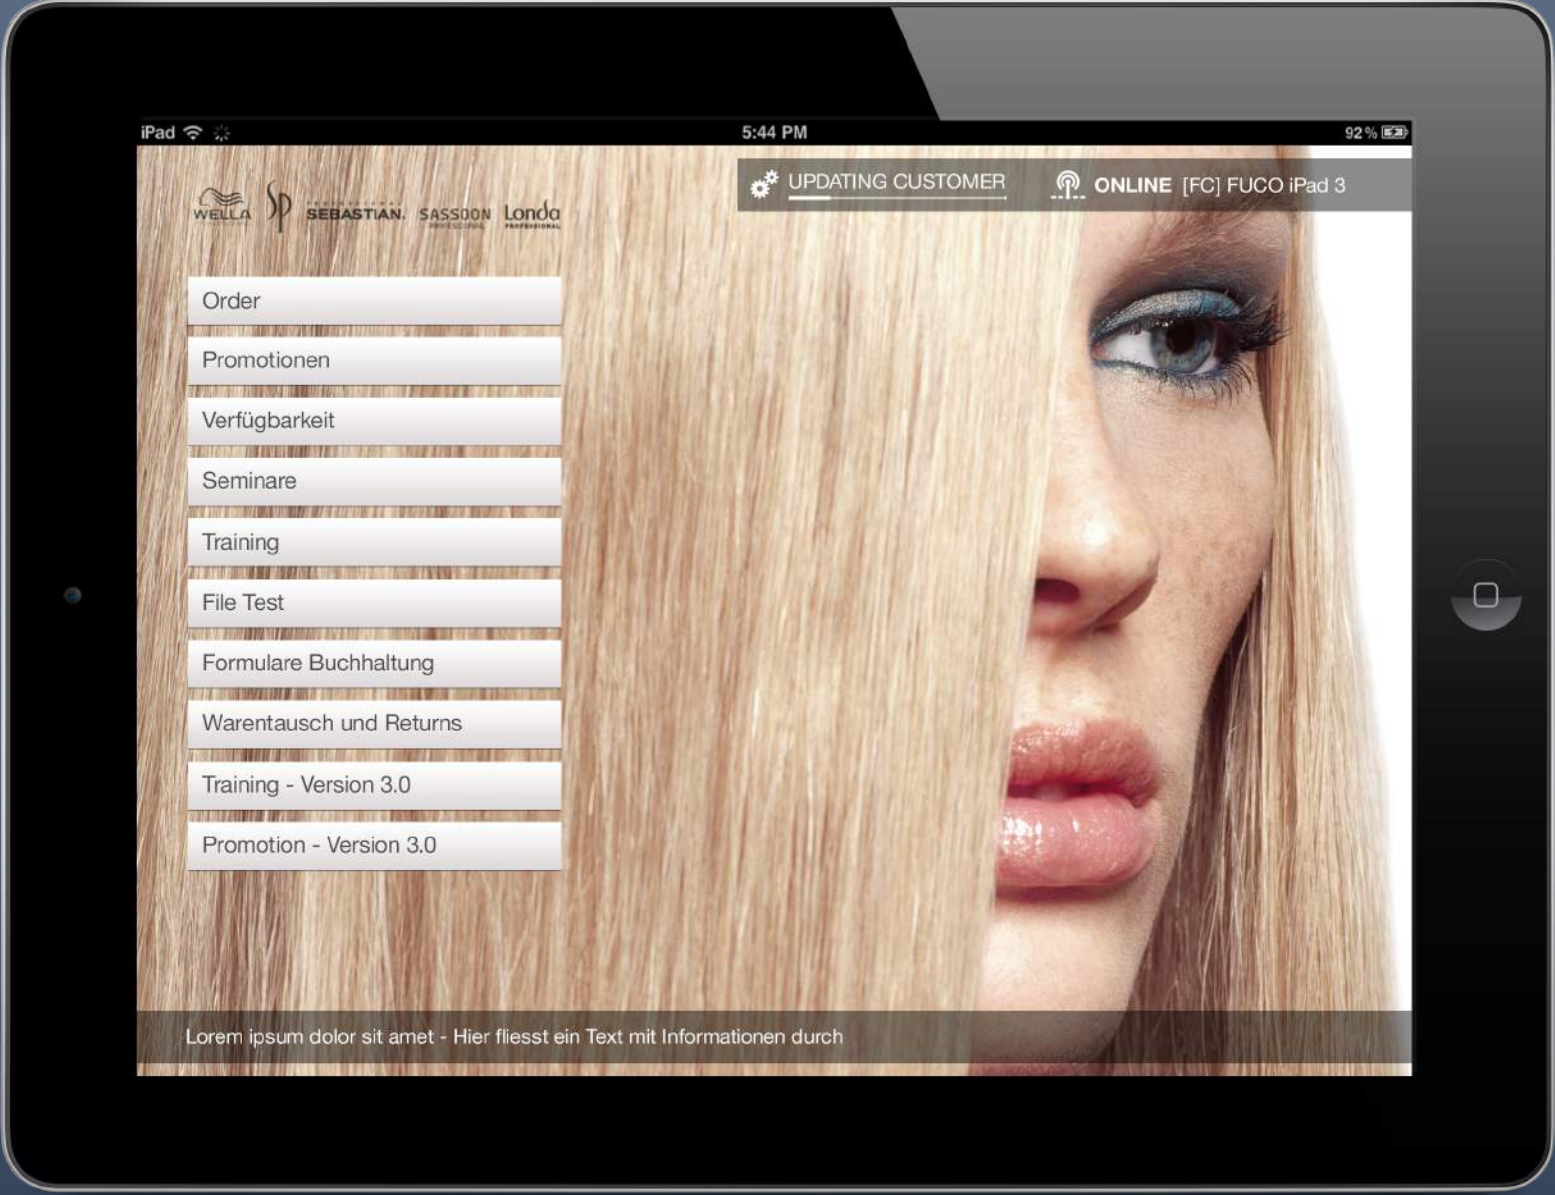 iPad
5:44 PM
92%
UPDATING CUSTOMER
ONLINE [FC] FUCO iPad 3
WELLA
SP
SEBASTIAN.
SASSOON
Londa
PROFESSIONAL
Order
Promotionen
Verfügbarkeit
Seminare
Training
File Test
Formulare Buchhaltung
Warentausch und Returns
Training - Version 3.0
Promotion - Version 3.0
Lorem ipsum dolor sit amet - Hier fliesst ein Text mit Informationen durch